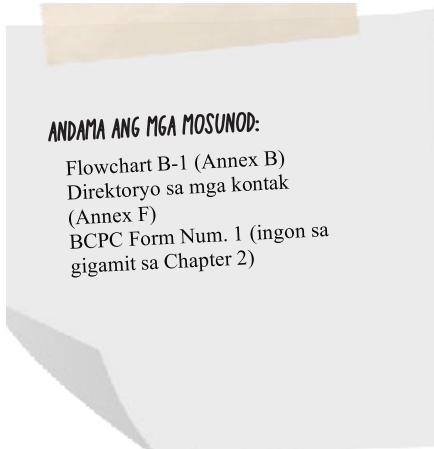 ANDAMA ANG MGA MOSUNOD:
Flowchart B-1 (Annex B)
Direktoryo sa mga kontak
(Annex F)
BCPC Form Num. 1 (ingon sa
gigamit sa Chapter 2)